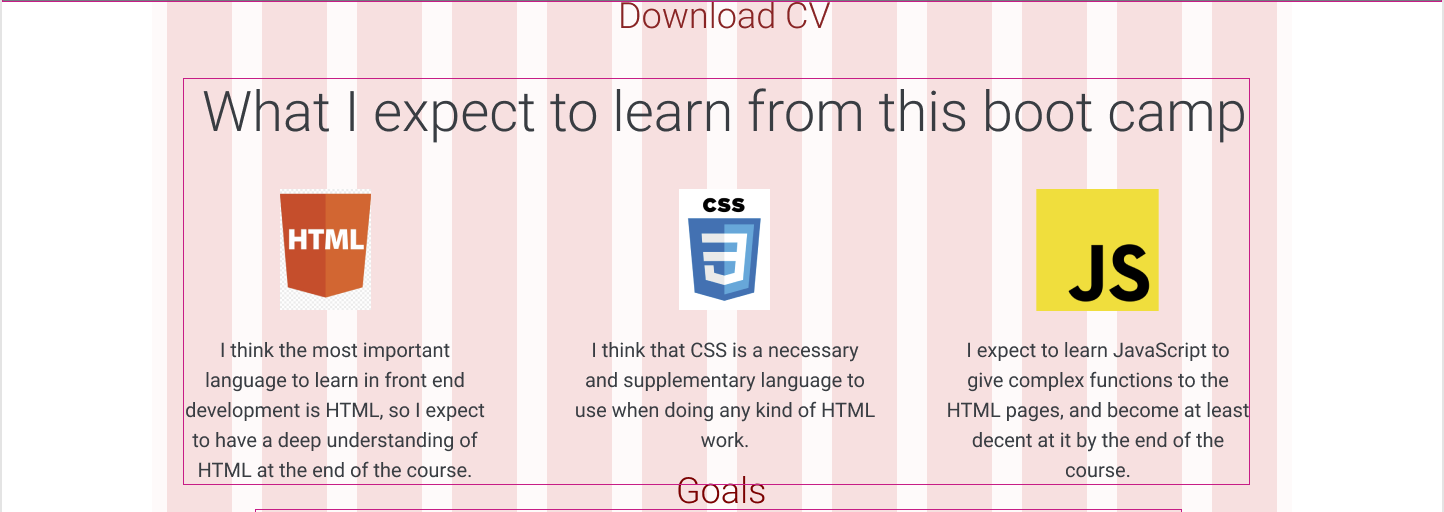 Download CV
What I expect to learn from this boot camp
HTML
CSS
JS
I think the most important
language to learn in front end
development is HTML, so I expect
to have a deep understanding of
HTML at the end of the course.
I think that CSS is a necessary
and supplementary language to
use when doing any kind of HTML
work.
I expect to learn JavaScript to
give complex functions to the
HTML pages, and become at least
decent at it by the end of the
course.
Goals